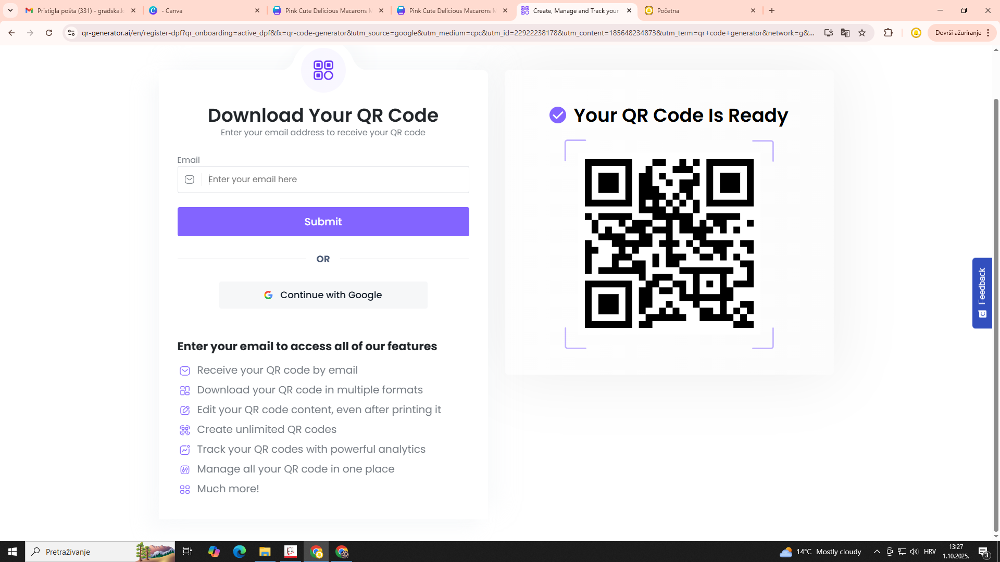 Pristigla pošta (331) - gradska.k
- Canva
Pink Cute Delicious Macarons M
Pink Cute Delicious Macarons M
Create, Manage and Track your
Početna
qr-generator.ai/en/register-dpf?qr_onboarding=active_dpf&fx=qr-code-generator&utm_source=google&utm_medium=cpc&utm_id=22922238178&utm_content=185648234873&utm_term=qr+code+generator&network=g&...
Dovrši ažuriranje
Download Your QR Code
Enter your email address to receive your QR code
Email
Enter your email here
Submit
OR
Continue with Google
Enter your email to access all of our features
Receive your QR code by email
Download your QR code in multiple formats
Edit your QR code content, even after printing it
Create unlimited QR codes
Track your QR codes with powerful analytics
Manage all your QR code in one place
Much more!
Your QR Code Is Ready
Feedback
Pretraživanje
14°C Mostly cloudy
HRV
13:27
1.10.2025.
3